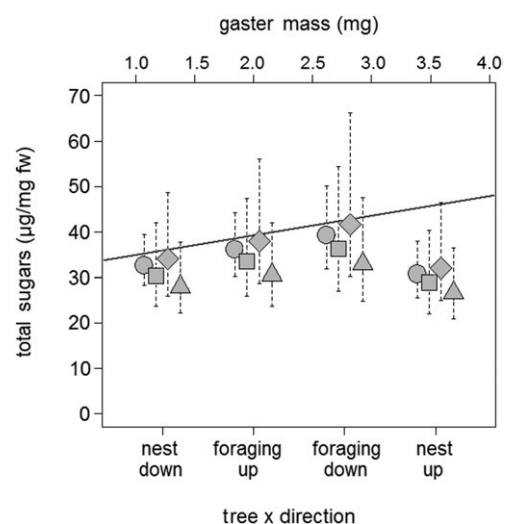 gaster mass (mg)
1.0 1.5 2.0 2.5 3.0 3.5 4.0
total sugars (µg/mg fw)
70
60
50
40
30
20
10
0
nest down
foraging up
foraging down
nest up
tree x direction